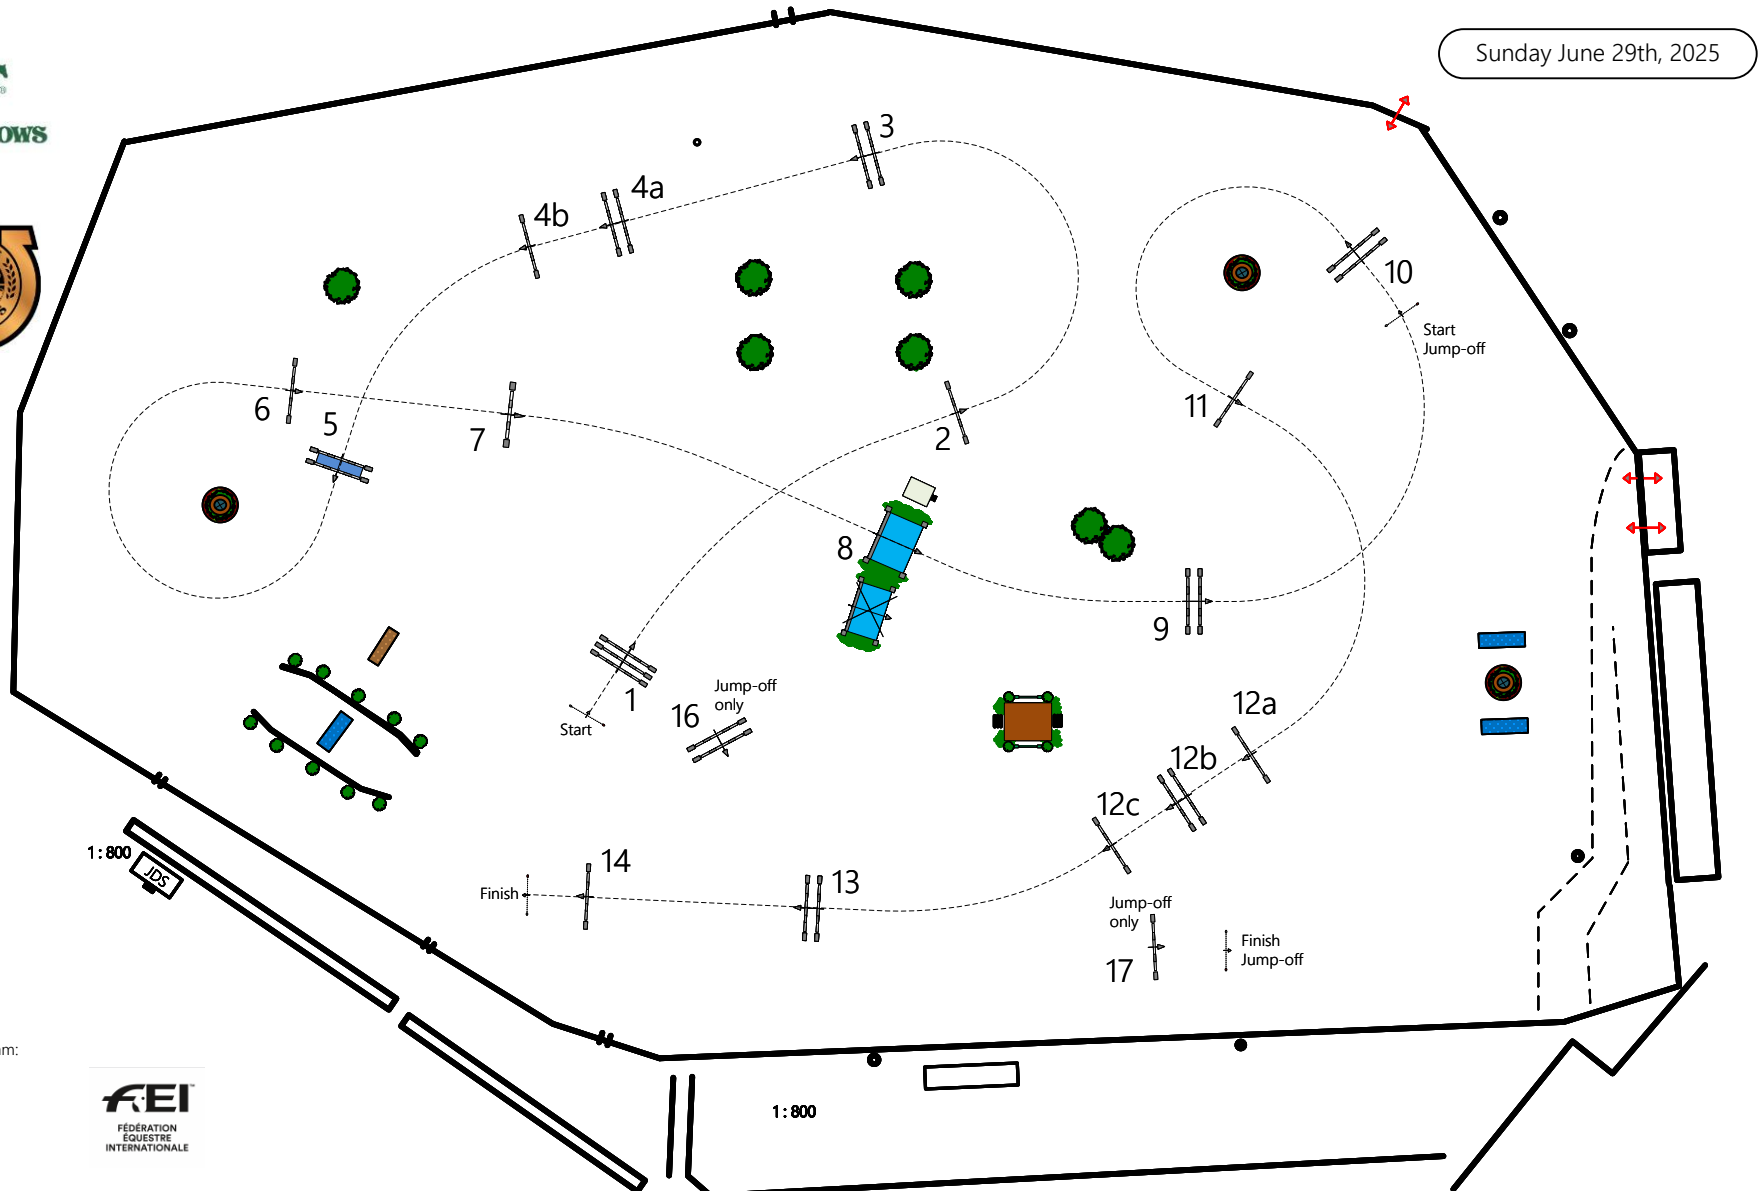 Sunday June 29th, 2025
ows
3
4a
4b
10
Start
Jump-off
6
5
7
2
11
8
9
1
Start
16
Jump-off
only
12a
12b
12c
1:800
JDS
14
Finish
13
Jump-off
only
17
Finish
Jump-off
FEI
FÉDÉRATION
ÉQUESTRE
INTERNATIONALE
1:800